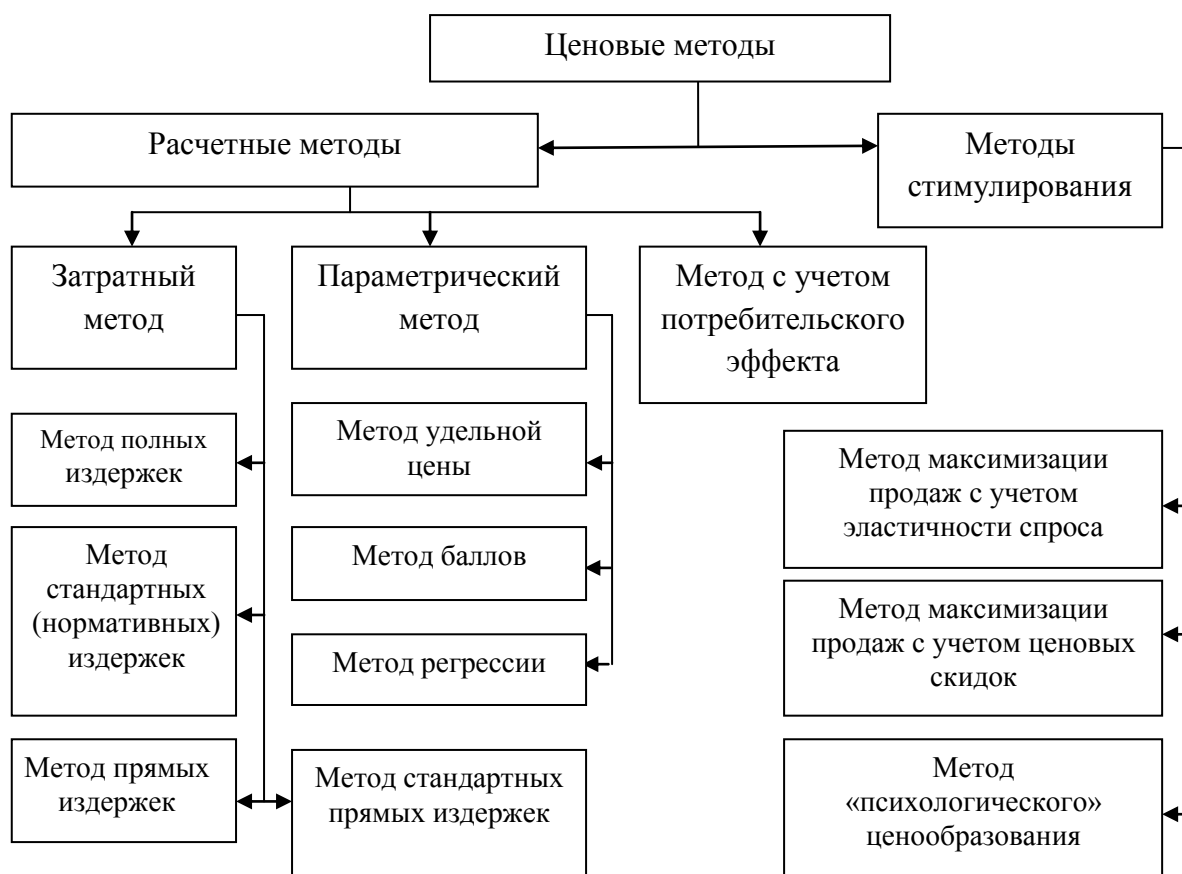 Ценовые методы
Расчетные методы
Методы
стимулирования
Затратный
метод
Параметрический
метод
Метод с учетом
потребительского
эффекта
Метод полных
издержек
Метод удельной
цены
Метод максимизации
продаж с учетом
эластичности спроса
Метод
стандартных
(нормативных)
издержек
Метод баллов
Метод регрессии
Метод максимизации
продаж с учетом ценовых
скидок
Метод прямых
издержек
Метод стандартных
прямых издержек
Метод
«психологического»
ценообразования